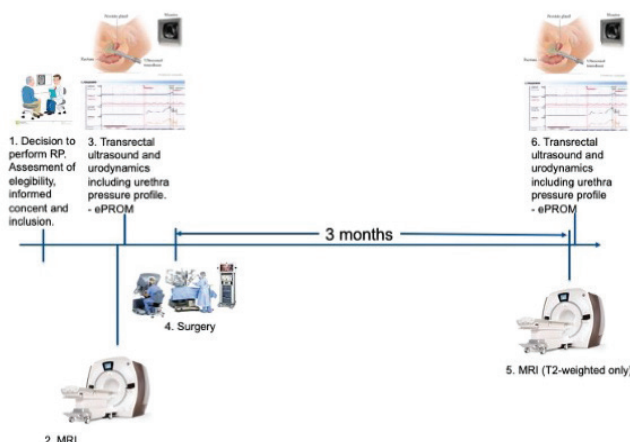 1. Decision to
perform RP.
Assesment of
elegibility,
informed
concent and
inclusion.
3. Transrectal
ultrasound and
urodynamics
including urethra
pressure profile.
- ePROM
6. Transrectal
ultrasound and
urodynamics
including urethra
pressure profile
- ePROM
3 months
4. Surgery
5. MRI (T2-weighted only)
2. MRI